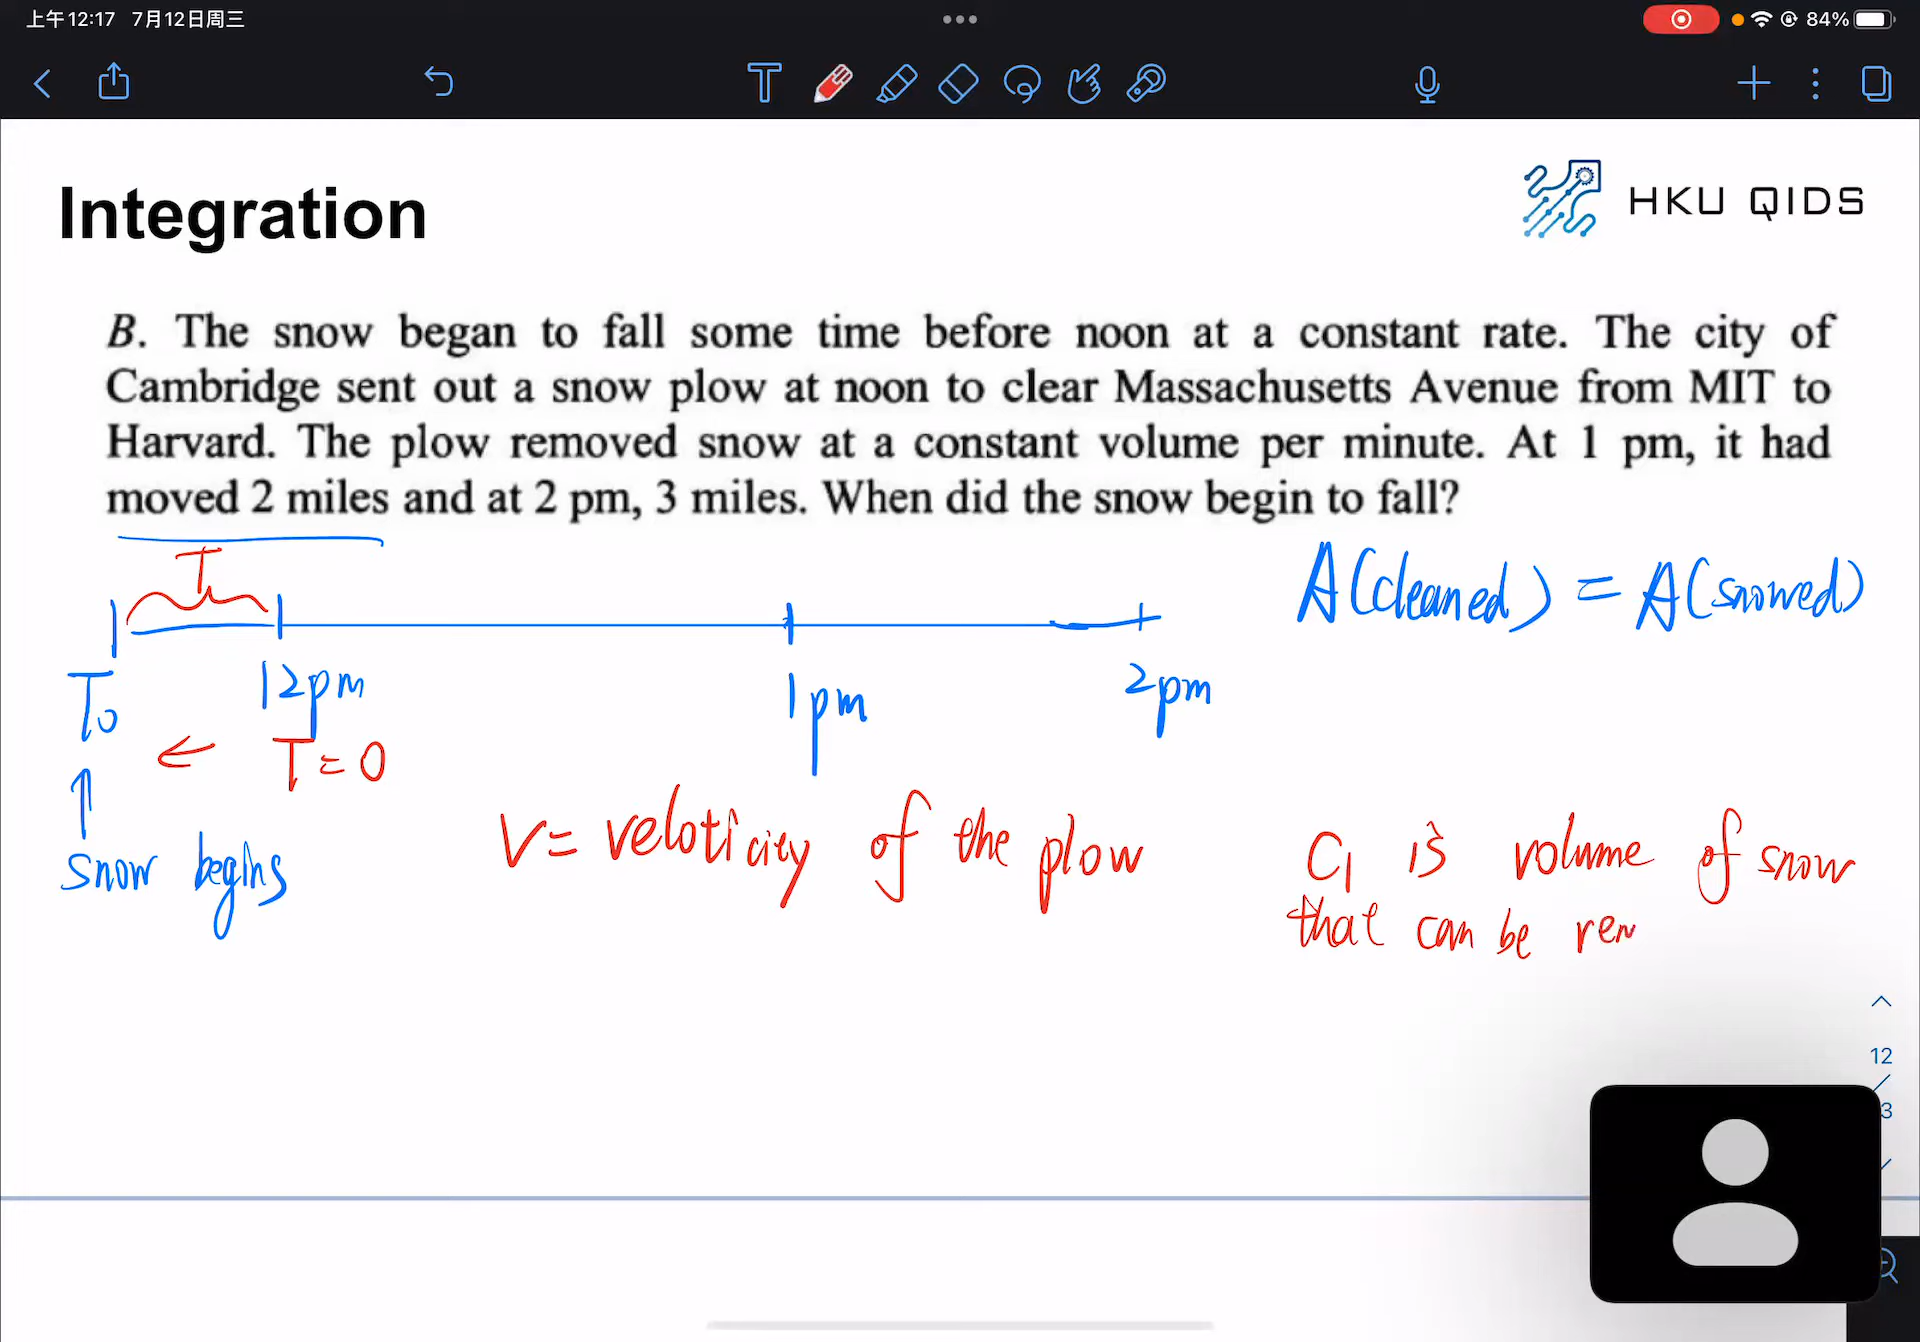 上午12:17 7月12日周三
84%
Integration
HKU QIDS
B. The snow began to fall some time before noon at a constant rate. The city of
Cambridge sent out a snow plow at noon to clear Massachusetts Avenue from MIT to
Harvard. The plow removed snow at a constant volume per minute. At 1 pm, it had
moved 2 miles and at 2 pm, 3 miles. When did the snow begin to fall?
T
A(cleaned) = A(snowed)
T₀ 12pm 1pm 2pm
← T=0
↑
snow begins
V= veloticity of the plow
C₁ is volume of snow
that can be rem
12
3